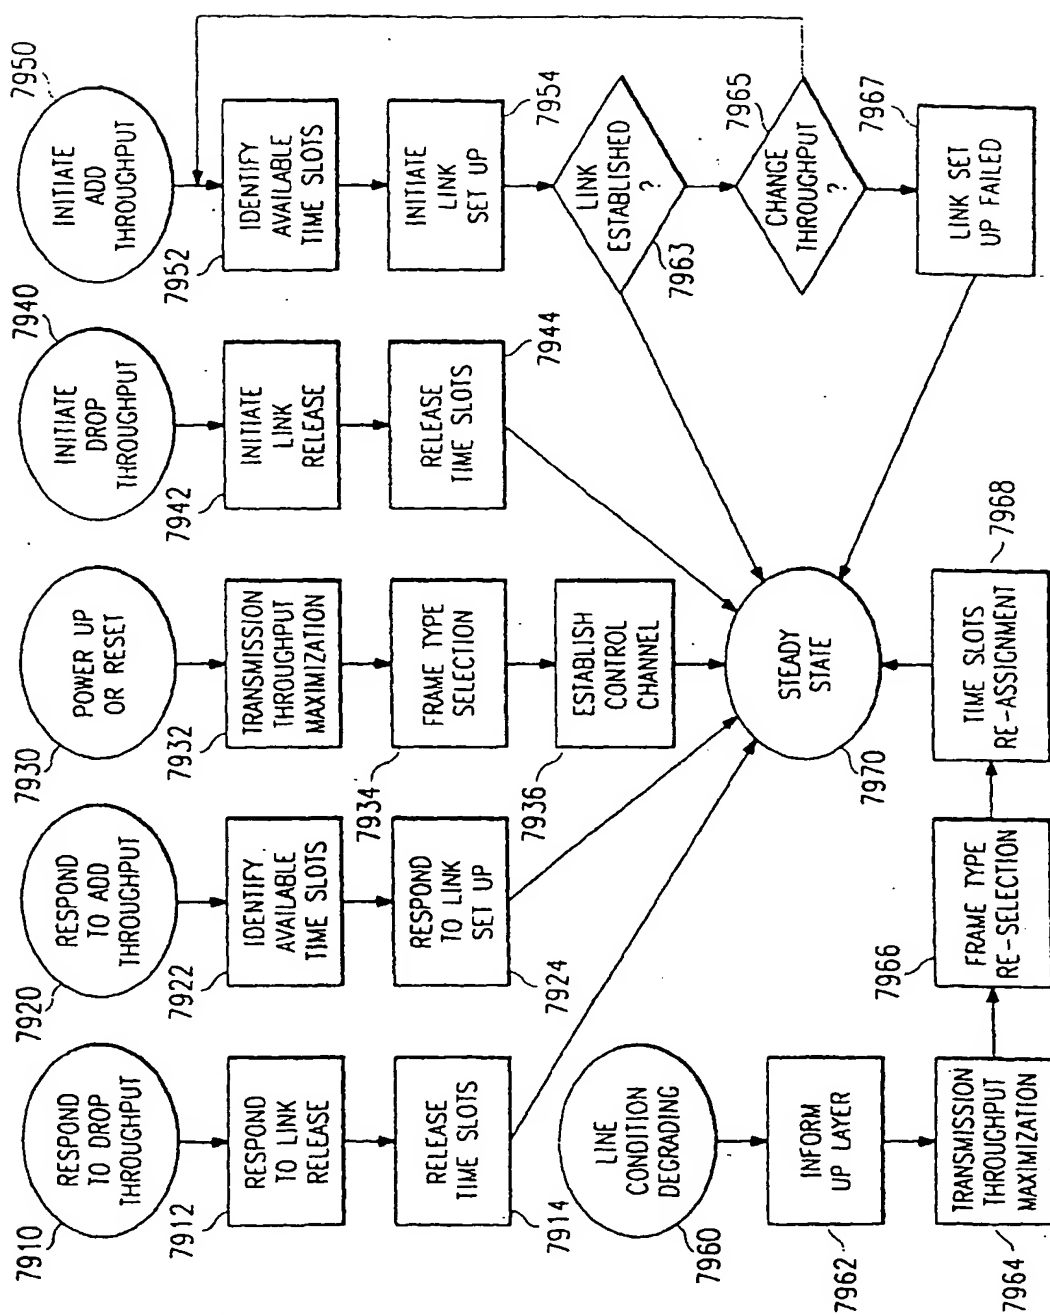 7910
RESPOND
TO DROP
THROUGHPUT
7912
RESPOND
TO LINK
RELEASE
7914
RELEASE
TIME SLOTS
7920
RESPOND
TO ADD
THROUGHPUT
7922
IDENTIFY
AVAILABLE
TIME SLOTS
7924
RESPOND
TO LINK
SET UP
7930
POWER UP
OR RESET
7932
TRANSMISSION
THROUGHPUT
MAXIMIZATION
7934
FRAME TYPE
SELECTION
7936
ESTABLISH
CONTROL
CHANNEL
7940
INITIATE
DROP
THROUGHPUT
7942
INITIATE
LINK
RELEASE
7944
RELEASE
TIME SLOTS
7950
INITIATE
ADD
THROUGHPUT
7952
IDENTIFY
AVAILABLE
TIME SLOTS
7954
INITIATE
LINK
SET UP
7963
LINK
ESTABLISHED
?
7965
CHANGE
THROUGHPUT
?
7967
LINK SET
UP FAILED
7960
LINE
CONDITION
DEGRADING
7962
INFORM
UP LAYER
7964
TRANSMISSION
THROUGHPUT
MAXIMIZATION
7966
FRAME TYPE
RE-SELECTION
7968
TIME SLOTS
RE-ASSIGNMENT
7970
STEADY
STATE